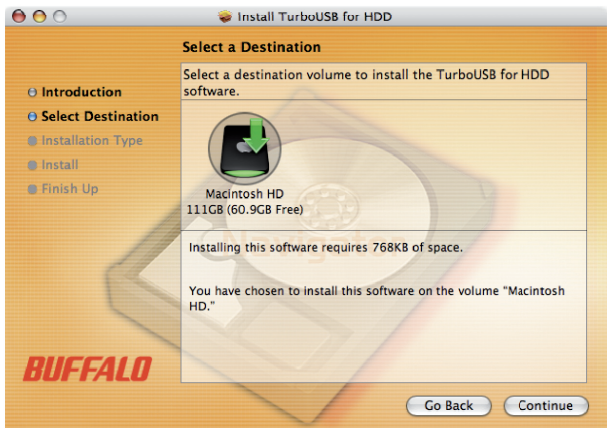 Install TurboUSB for HDD
Select a Destination
Introduction
Select Destination
Installation Type
Install
Finish Up
Select a destination volume to install the TurboUSB for HDD
software.
Macintosh HD
111GB (60.9GB Free)
Navigator
Installing this software requires 768KB of space.
You have chosen to install this software on the volume "Macintosh
HD."
BUFFALO
Go Back
Continue